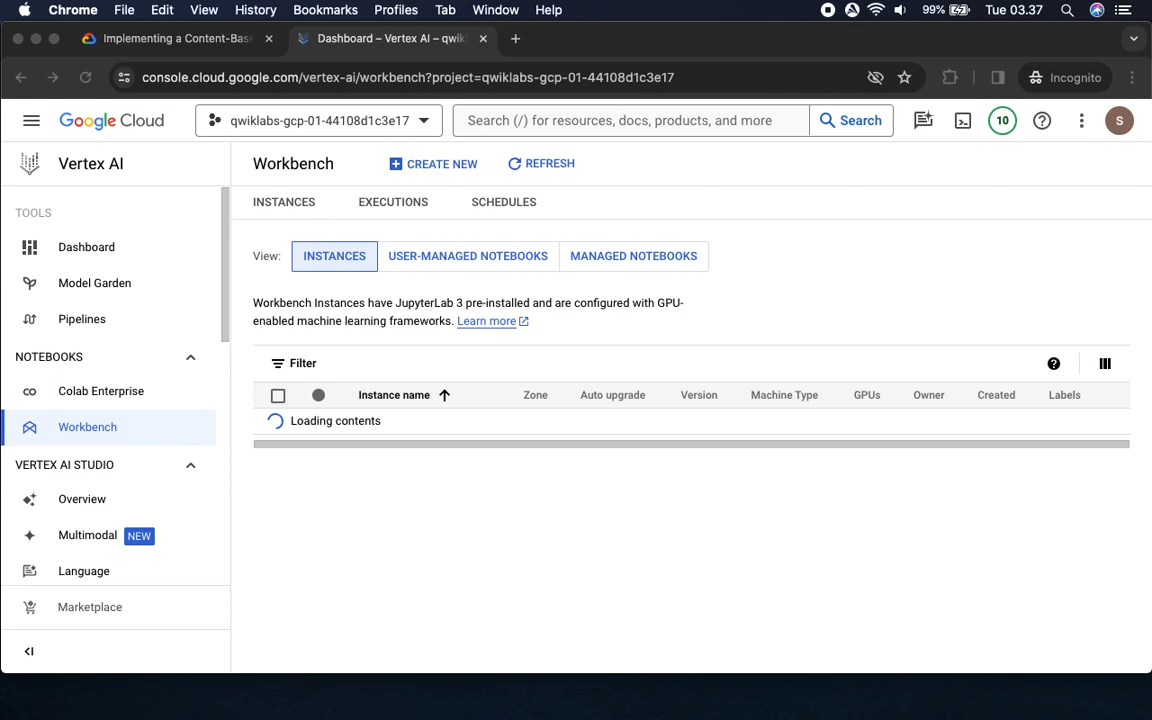 Chrome File Edit View History Bookmarks Profiles Tab Window Help 99% Tue 03.37
Implementing a Content-Base Dashboard – Vertex AI – qwikl
console.cloud.google.com/vertex-ai/workbench?project=qwiklabs-gcp-01-44108d1c3e17 Incognito
Google Cloud qwiklabs-gcp-01-44108d1c3e17 Search (/) for resources, docs, products, and more Search 10 S
Vertex AI
Workbench CREATE NEW REFRESH
INSTANCES EXECUTIONS SCHEDULES
TOOLS
Dashboard
Model Garden
Pipelines
NOTEBOOKS
Colab Enterprise
Workbench
VERTEX AI STUDIO
Overview
Multimodal NEW
Language
Marketplace
View: INSTANCES USER-MANAGED NOTEBOOKS MANAGED NOTEBOOKS
Workbench Instances have JupyterLab 3 pre-installed and are configured with GPU-
enabled machine learning frameworks. Learn more
Filter
Instance name Zone Auto upgrade Version Machine Type GPUs Owner Created Labels
Loading contents